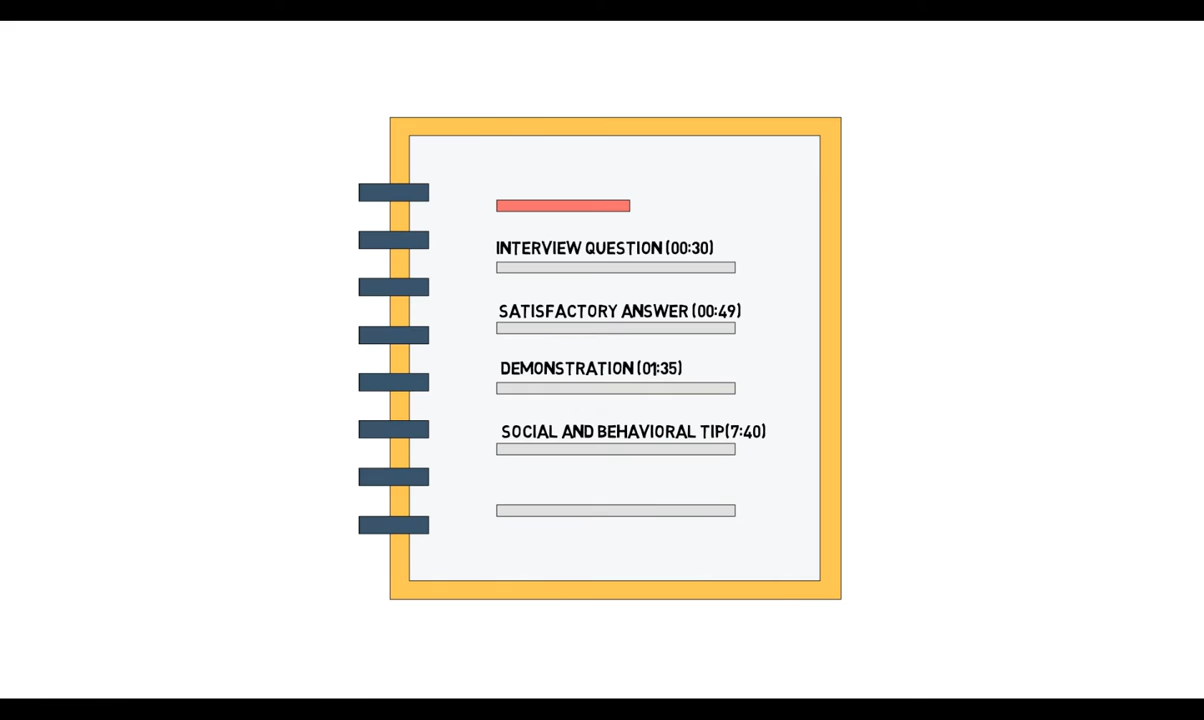 INTERVIEW QUESTION (00:30)
SATISFACTORY ANSWER (00:49)
DEMONSTRATION (01:35)
SOCIAL AND BEHAVIORAL TIP(7:40)